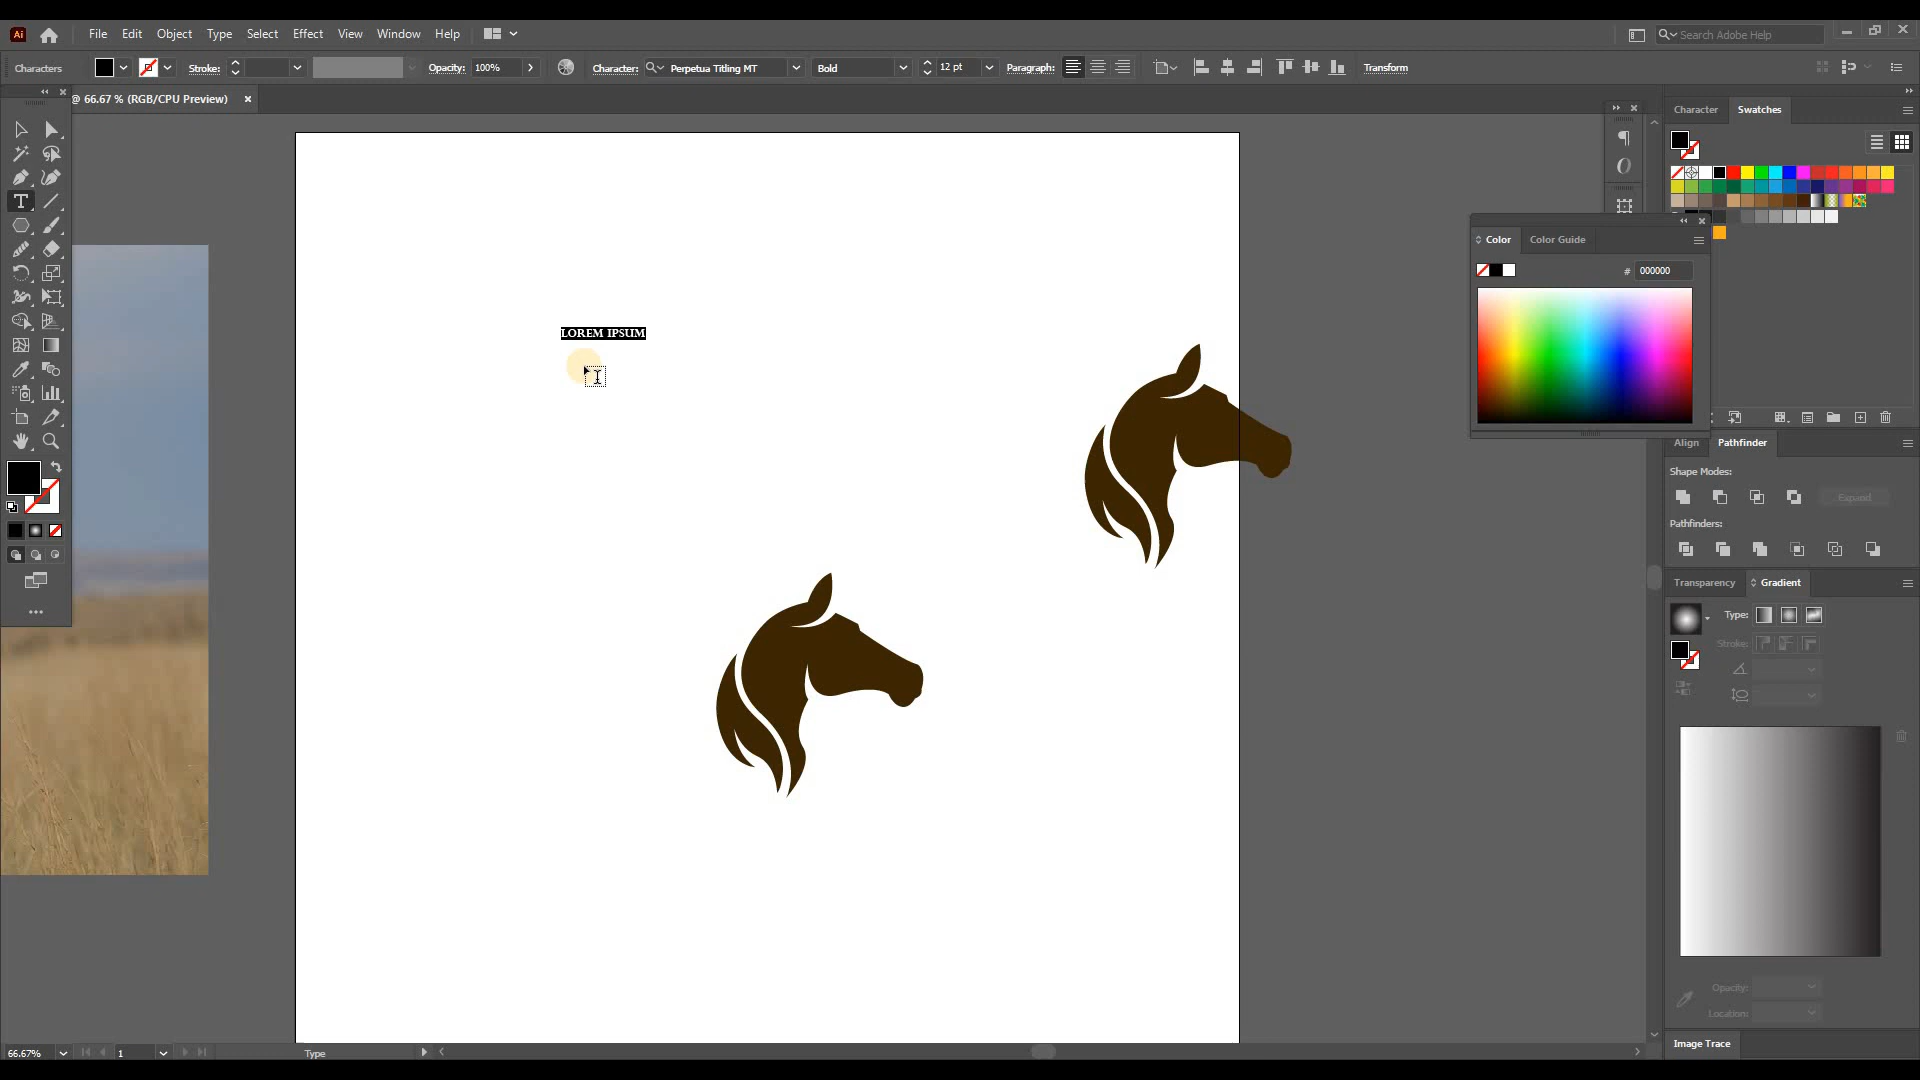 Ai File Edit Object Type Select Effect View Window Help Search Adobe Help
Characters Stroke: Opacity: 100% Character: Perpetua Titling MT Bold 12 pt Paragraph: Transform
@ 66.67 % (RGB/CPU Preview) ×
Character Swatches
Color Color Guide
# 000000
LOREM IPSUM
Align Pathfinder
Shape Modes:
Expand
Pathfinders:
Transparency Gradient
Type:
Stroke:
Opacity:
Location:
Image Trace
66.67% 1 Type